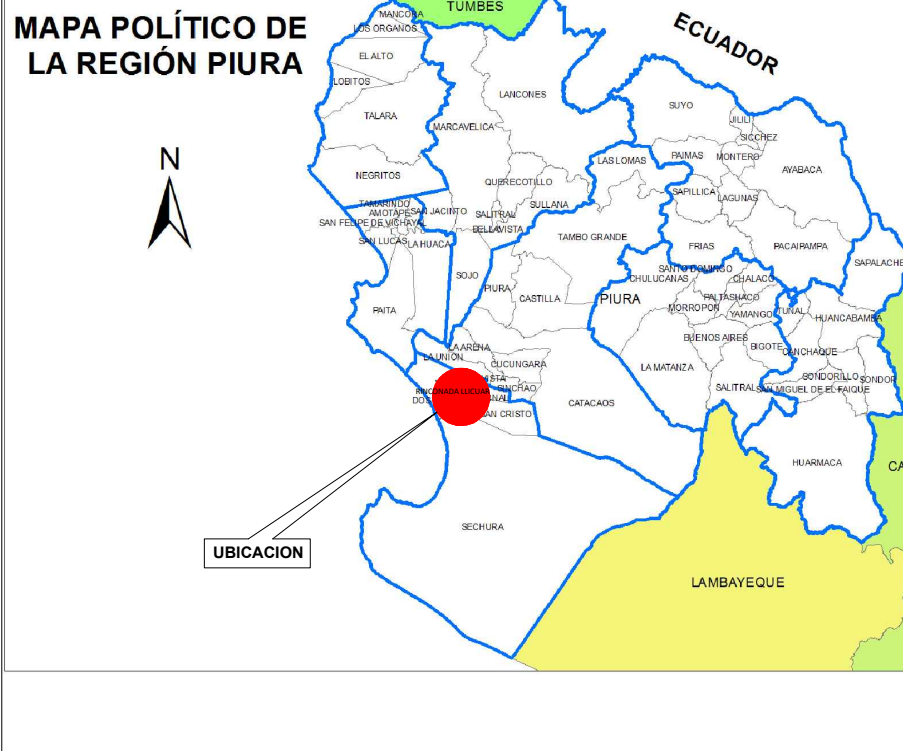 MAPA POLÍTICO DE
LA REGIÓN PIURA
TUMBES
ECUADOR
MANCORA
LOS ORGANOS
EL ALTO
LOBITOS
TALARA
NEGRITOS
LANCONES
MARCAVELICA
SUYO
JILILI
SICCHEZ
LAS LOMAS
PAIMAS
MONTERO
AYABACA
N
QUERECOTILLO
SAPILLICA
LAGUNAS
TAMARINDO
SULLANA
SAN JACINTO
SALITRAL
SAN FELIPE DE VICHAYAL
BELLAVISTA
TAMBO GRANDE
SAN LUCAS
LA HUACA
FRIAS
PACAIPAMPA
SAPALACHE
SOJO
SANTO DOMINGO
CHULUCANAS
CHALACO
PIURA
CASTILLA
PIURA
PALTASHACO
MORROPON
YAMANGO
TUNAL
HUANCABAMBA
PAITA
BUENOS AIRES
BIGOTE
CANCHAQUE
LA ARENA
LA UNION
CUCUNGARA
LA MATANZA
SONDORILLO
SONDOR
SALITRAL
SAN MIGUEL DE EL FAIQUE
RINCONADA LLICUAR
CATACAOS
CRISTO
HUARMACA
CA
SECHURA
UBICACION
LAMBAYEQUE